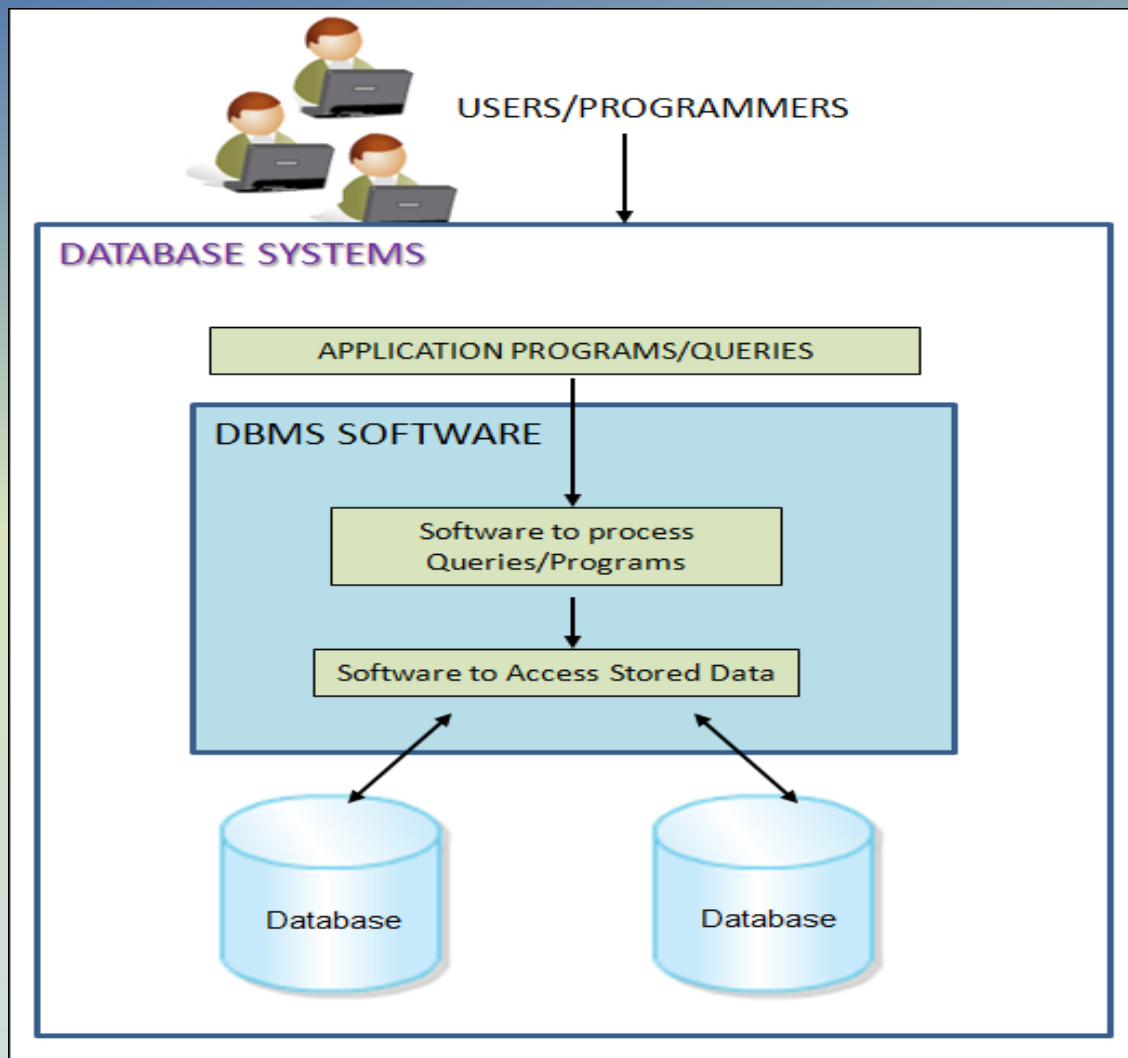 USERS/PROGRAMMERS
DATABASE SYSTEMS
APPLICATION PROGRAMS/QUERIES
DBMS SOFTWARE
Software to process
Queries/Programs
Software to Access Stored Data
Database
Database